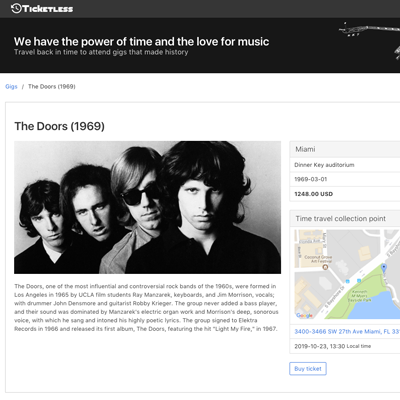 Ticketless
We have the power of time and the love for music
Travel back in time to attend gigs that made history
Gigs / The Doors (1969)
The Doors (1969)
Miami
Dinner Key auditorium
1969-03-01
1248.00 USD
Time travel collection point
The Doors, one of the most influential and controversial rock bands of the 1960s, were formed in
Los Angeles in 1965 by UCLA film students Ray Manzarek, keyboards, and Jim Morrison, vocals;
with drummer John Densmore and guitarist Robby Krieger. The group never added a bass player,
and their sound was dominated by Manzarek's electric organ work and Morrison's deep, sonorous
voice, with which he sang and intoned his highly poetic lyrics. The group signed to Elektra
Records in 1966 and released its first album, The Doors, featuring the hit "Light My Fire," in 1967.
Google
3400-3466 SW 27th Ave Miami, FL 331
2019-10-23, 13:30 Local time
Buy ticket